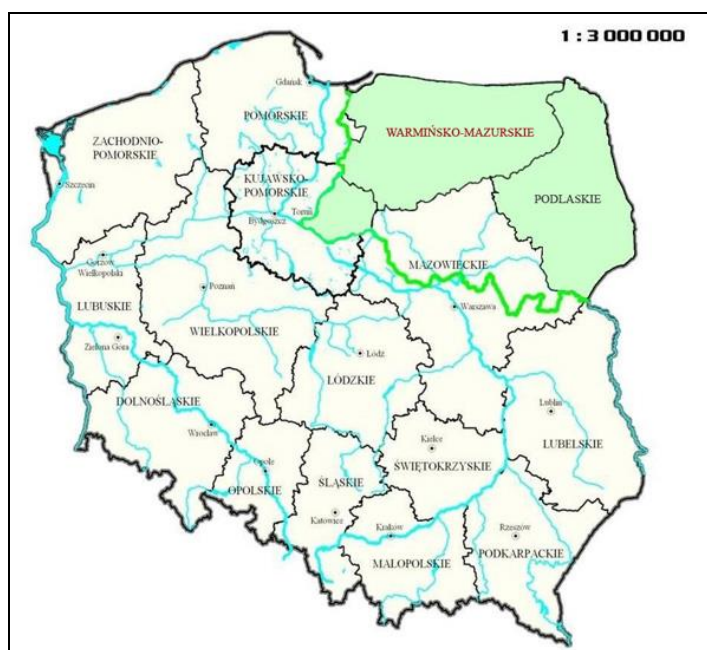 1 : 3 000 000
Gdańsk
POMORSKIE
WARMIŃSKO-MAZURSKIE
ZACHODNIO-
POMORSKIE
KUJAWSKO-
POMORSKIE
Szczecin
PODLASKIE
Toruń
Bydgoszcz
MAZOWIECKIE
Gorzów
Wielkopolski
Poznań
LUBUSKIE
Warszawa
WIELKOPOLSKIE
Zielona Góra
Łódź
ŁÓDZKIE
DOLNOŚLĄSKIE
Lublin
Wrocław
LUBELSKIE
Kielce
Opole
ŚWIĘTOKRZYSKIE
ŚLĄSKIE
OPOLSKIE
Katowice
Kraków
Rzeszów
PODKARPACKIE
MAŁOPOLSKIE